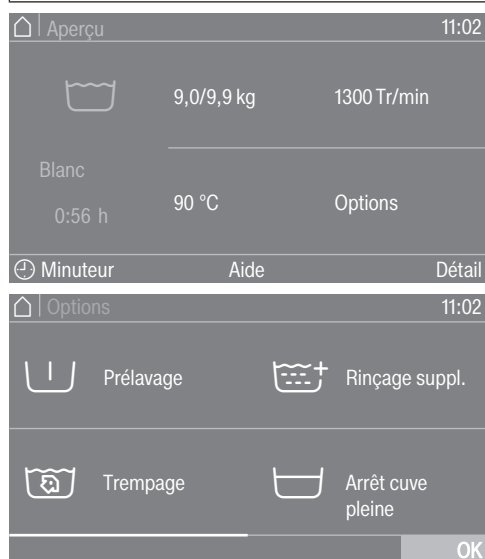 Aperçu 11:02
9,0/9,9 kg 1300 Tr/min
Blanc
0:56 h
90 °C Options
Minuteur Aide Détail
Options 11:02
Prélavage Rinçage suppl.
Trempage Arrêt cuve
pleine
OK